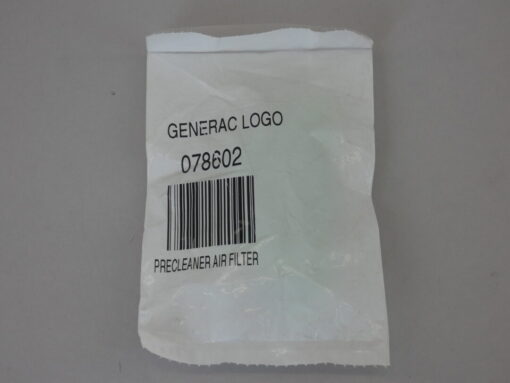 GENERAC LOGO
078602
PRECLEANER AIR FILTER